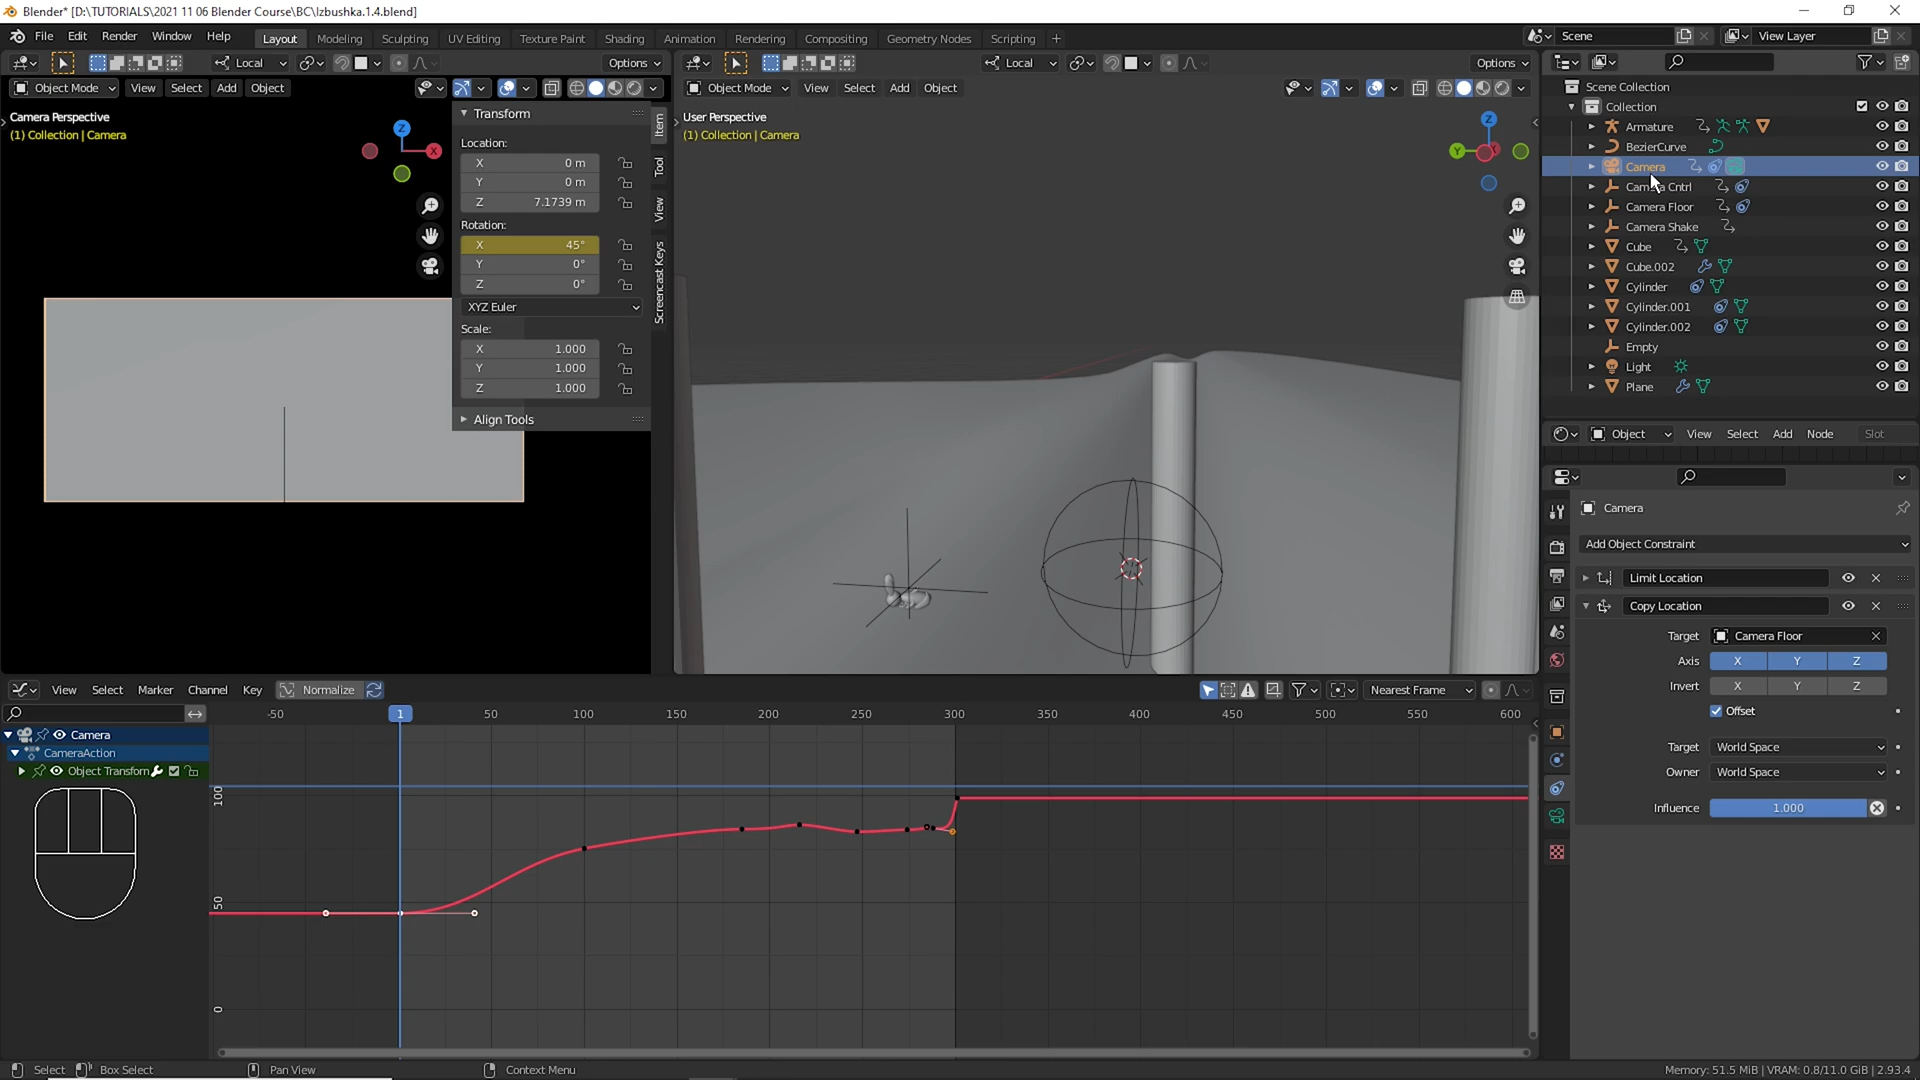 Blender* [D:\TUTORIALS\2021 11 06 Blender Course\BC\Izbushka.1.4.blend]
File Edit Render Window Help Layout Modeling Sculpting UV Editing Texture Paint Shading Animation Rendering Compositing Geometry Nodes Scripting + Scene View Layer
Local Options Local Options
Object Mode View Select Add Object Object Mode View Select Add Object
Camera Perspective
(1) Collection | Camera
Z
X
Transform
Location:
X 0 m
Y 0 m
Z 7.1739 m
Rotation:
X 45°
Y 0°
Z 0°
XYZ Euler
Scale:
X 1.000
Y 1.000
Z 1.000
Align Tools
Item
Tool
View
Screencast Keys
User Perspective
(1) Collection | Camera
Z
Y
X
Scene Collection
Collection
Armature
BezierCurve
Camera
Camera Cntrl
Camera Floor
Camera Shake
Cube
Cube.002
Cylinder
Cylinder.001
Cylinder.002
Empty
Light
Plane
Object View Select Add Node Slot
Camera
Add Object Constraint
Limit Location
Copy Location
Target Camera Floor
Axis X Y Z
Invert X Y Z
Offset
Target World Space
Owner World Space
Influence 1.000
View Select Marker Channel Key Normalize Nearest Frame
-50 1 50 100 150 200 250 300 350 400 450 500 550 600
Camera
CameraAction
Object Transform
100
50
0
Select Box Select Pan View Context Menu Memory: 51.5 MiB | VRAM: 0.8/11.0 GiB | 2.93.4